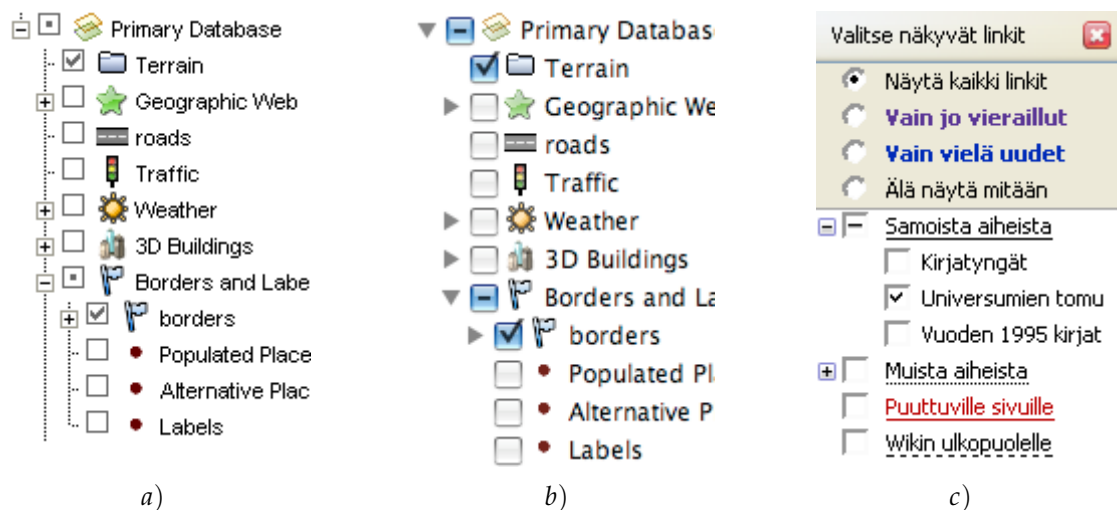 Primary Database
Terrain
Geographic Web
roads
Traffic
Weather
3D Buildings
Borders and Labe
borders
Populated Place
Alternative Plac
Labels
a)
Primary Databas
Terrain
Geographic We
roads
Traffic
Weather
3D Buildings
Borders and La
borders
Populated Pl
Alternative P
Labels
b)
Valitse näkyvät linkit
Näytä kaikki linkit
Vain jo vieraillut
Vain vielä uudet
Älä näytä mitään
Samoista aiheista
Kirjatyngät
Universumien tomu
Vuoden 1995 kirjat
Muista aiheista
Puuttuville sivuille
Wikin ulkopuolelle
c)